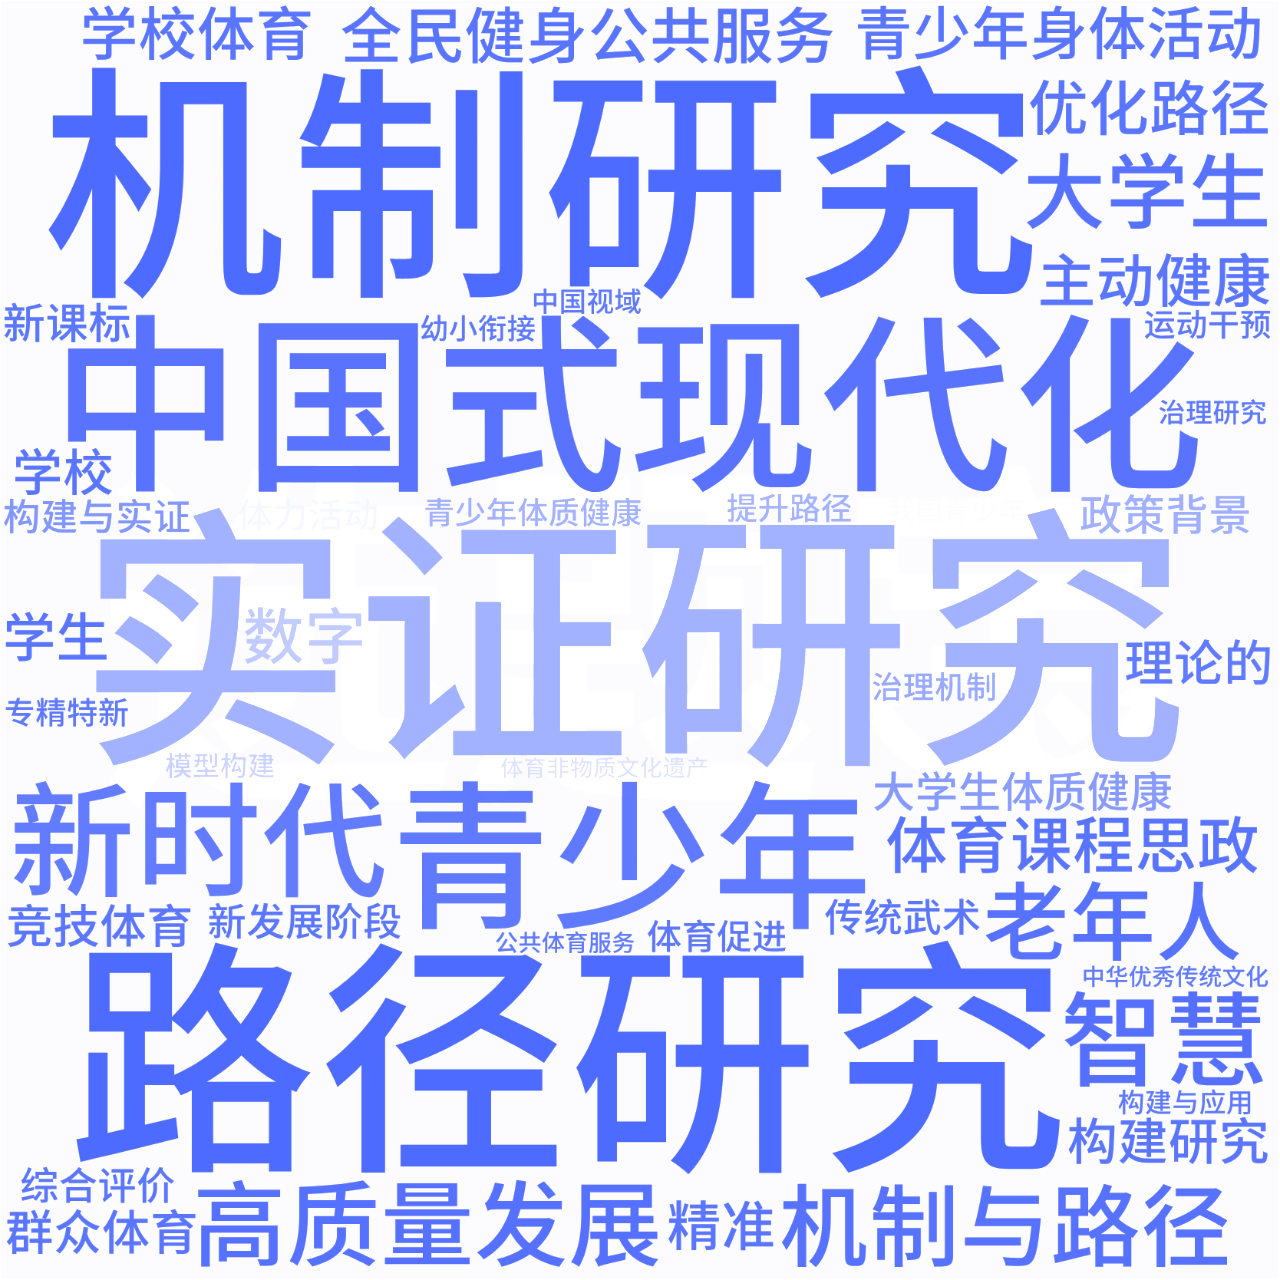 学校体育
全民健身公共服务
青少年身体活动
机制研究
优化路径
大学生
主动健康
中国视域
新课标
幼小衔接
运动干预
中国式现代化
治理研究
学校
构建与实证
体力活动
青少年体质健康
提升路径
政策背景
实证研究
学生
数字
理论的
治理机制
专精特新
模型构建
体育非物质文化遗产
大学生体质健康
新时代
青少年
体育课程思政
竞技体育
新发展阶段
公共体育服务
体育促进
传统武术
老年人
中华优秀传统文化
路径研究
智慧
构建与应用
构建研究
综合评价
群众体育
高质量发展
精准
机制与路径